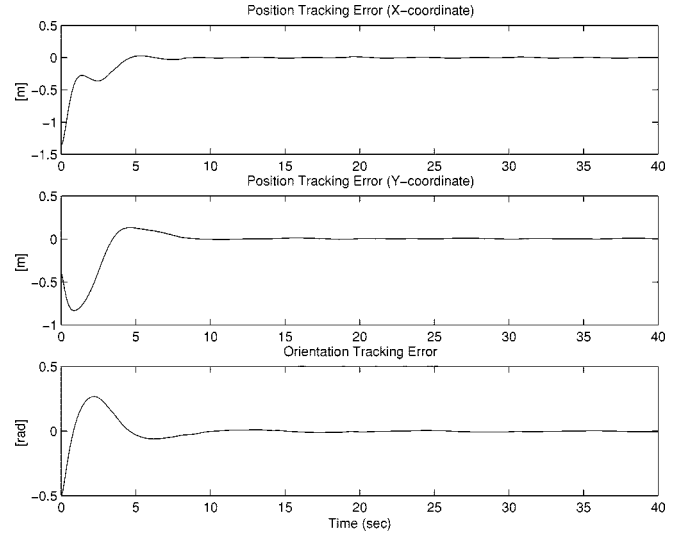 Position Tracking Error (X−coordinate)
0.5
0
−0.5
−1
−1.5
[m]
0 5 10 15 20 25 30 35 40
Position Tracking Error (Y−coordinate)
0.5
0
−0.5
−1
[m]
0 5 10 15 20 25 30 35 40
Orientation Tracking Error
0.5
0
−0.5
[rad]
0 5 10 15 20 25 30 35 40
Time (sec)